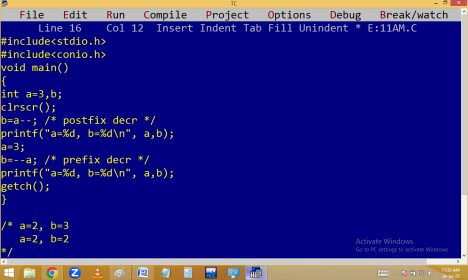 TC
File Edit Run Compile Project Options Debug Break/watch
Line 16 Col 12 Insert Indent Tab Fill Unindent * E:11AM.C
#include<stdio.h>
#include<conio.h>
void main()
{
int a=3,b;
clrscr();
b=a--; /* postfix decr */
printf("a=%d, b=%d\n", a,b);
a=3;
b=--a; /* prefix decr */
printf("a=%d, b=%d\n", a,b);
getch();
}
/* a=2, b=3
a=2, b=2
*/
Activate Windows
Go to PC settings to activate Windows.